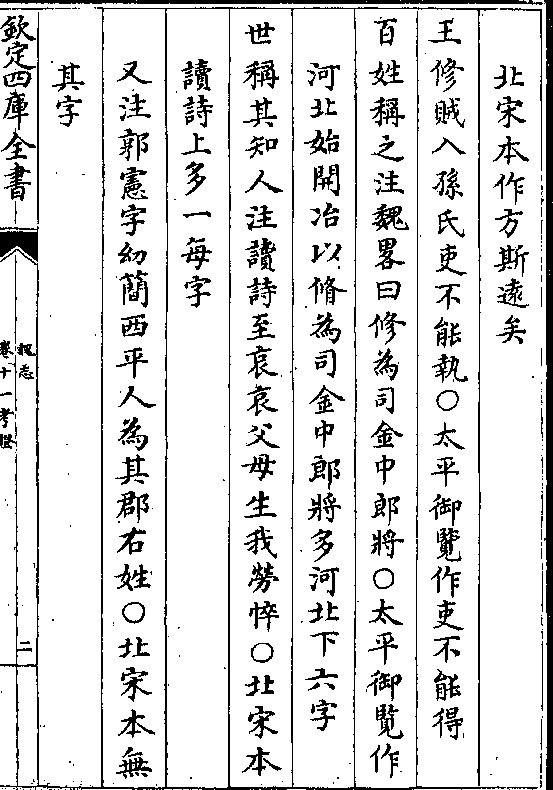 北宋本作方斯遠矣
王修賊入孫氏吏不能執○太平御覽作吏不能得
百姓稱之注魏畧曰修為司金中郎將○太平御覽作
河北始開冶以脩為司金中郎將多河北下六字
世稱其知人注讀詩至哀哀父母生我勞悴○北宋本
讀詩上多一每字
又注郭憲字幼簡西平人為其郡右姓○北宋本無
其字
欽定四庫全書
魏志
卷十一考證
二